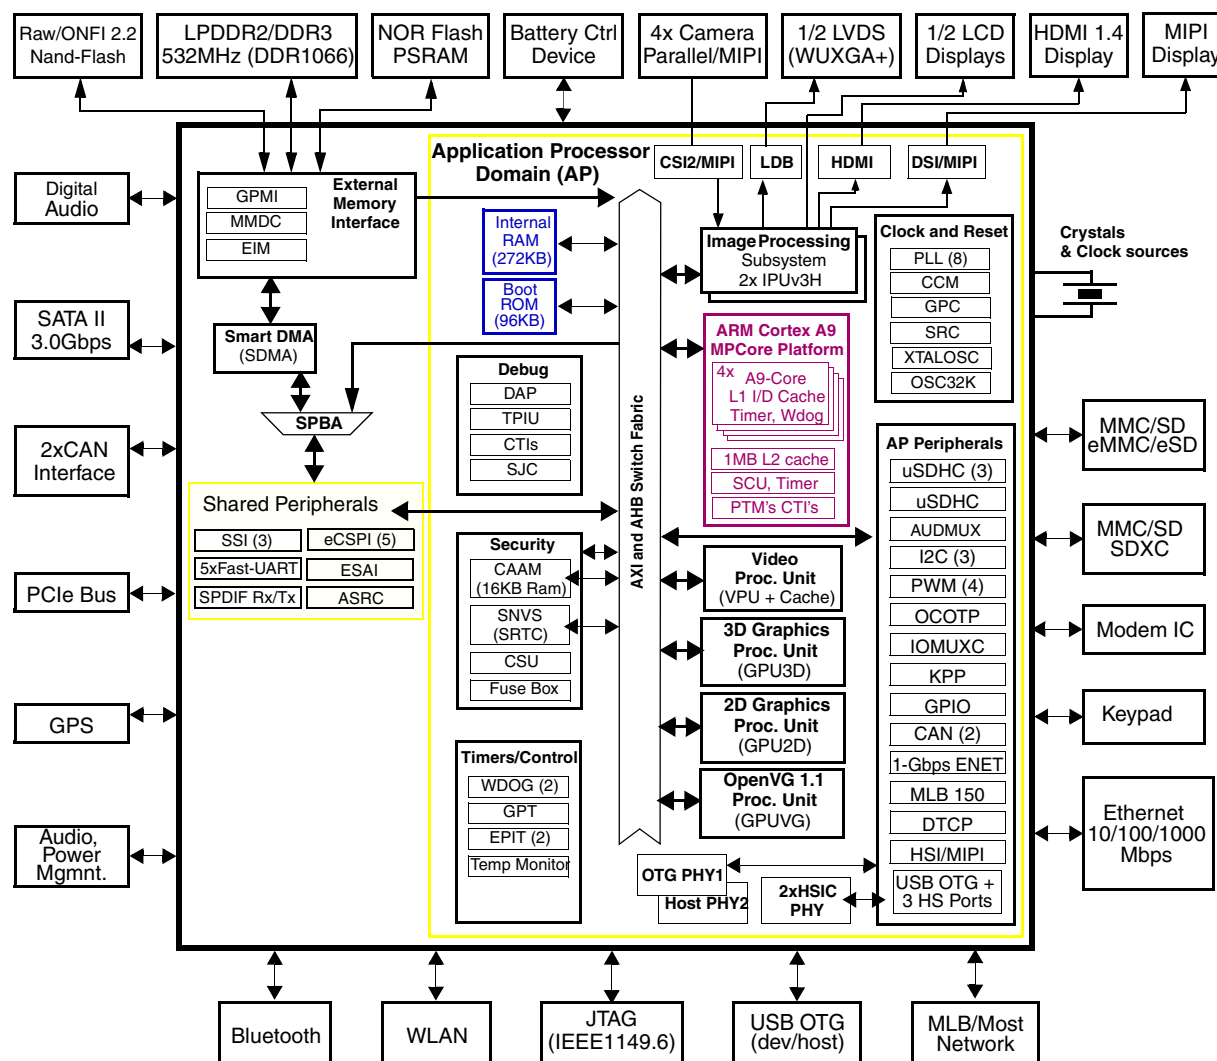 Raw/ONFI 2.2
Nand-Flash
LPDDR2/DDR3
532MHz (DDR1066)
NOR Flash
PSRAM
Battery Ctrl
Device
4x Camera
Parallel/MIPI
1/2 LVDS
(WUXGA+)
1/2 LCD
Displays
HDMI 1.4
Display
MIPI
Display
Digital
Audio
SATA II
3.0Gbps
2xCAN
Interface
PCIe Bus
GPS
Audio,
Power
Mgmnt.
External
Memory
Interface
GPMI
MMDC
EIM
Smart DMA
(SDMA)
SPBA
Shared Peripherals
SSI (3)
eCSPI (5)
5xFast-UART
ESAI
SPDIF Rx/Tx
ASRC
Application Processor
Domain (AP)
Internal
RAM
(272KB)
Boot
ROM
(96KB)
Debug
DAP
TPIU
CTIs
SJC
Security
CAAM
(16KB Ram)
SNVS
(SRTC)
CSU
Fuse Box
Timers/Control
WDOG (2)
GPT
EPIT (2)
Temp Monitor
AXI and AHB Switch Fabric
CSI2/MIPI
LDB
HDMI
DSI/MIPI
Image Processing
Subsystem
2x IPUv3H
ARM Cortex A9
MPCore Platform
4x
A9-Core
L1 I/D Cache
Timer, Wdog
1MB L2 cache
SCU, Timer
PTM's CTI's
Video
Proc. Unit
(VPU + Cache)
3D Graphics
Proc. Unit
(GPU3D)
2D Graphics
Proc. Unit
(GPU2D)
OpenVG 1.1
Proc. Unit
(GPUVG)
OTG PHY1
Host PHY2
2xHSIC
PHY
Clock and Reset
PLL (8)
CCM
GPC
SRC
XTALOSC
OSC32K
AP Peripherals
uSDHC (3)
uSDHC
AUDMUX
I2C (3)
PWM (4)
OCOTP
IOMUXC
KPP
GPIO
CAN (2)
1-Gbps ENET
MLB 150
DTCP
HSI/MIPI
USB OTG +
3 HS Ports
Crystals
& Clock sources
MMC/SD
eMMC/eSD
MMC/SD
SDXC
Modem IC
Keypad
Ethernet
10/100/1000
Mbps
Bluetooth
WLAN
JTAG
(IEEE1149.6)
USB OTG
(dev/host)
MLB/Most
Network